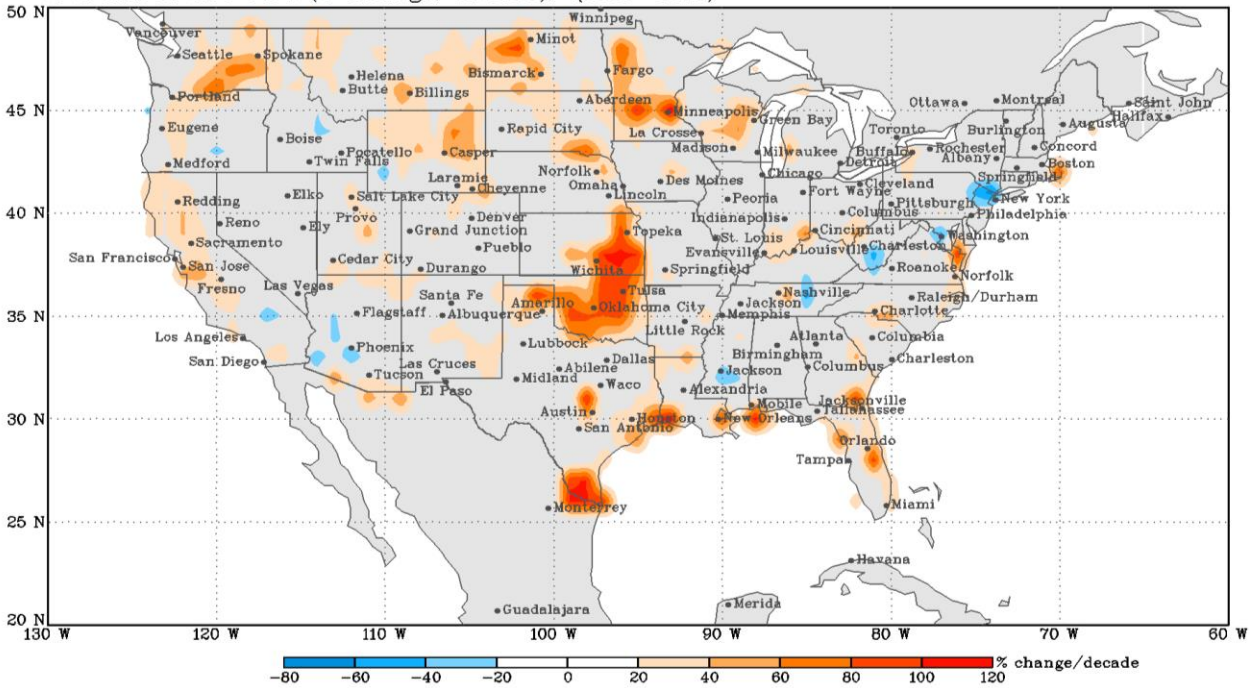 50 N
Vancouver
Winnipeg
Seattle
Spokane
Minot
Helena
Butte
Billings
Bismarck
Fargo
Portland
45 N
Aberdeen
Minneapolis
Green Bay
Ottawa
Montreal
Saint John
Halifax
Eugene
Boise
Rapid City
La Crosse
Toronto
Burlington
Augusta
Medford
Pocatello
Twin Falls
Casper
Madison
Milwaukee
Buffalo
Rochester
Concord
Albany
Boston
Detroit
Norfolk
Laramie
Cheyenne
Omaha
Lincoln
Des Moines
Chicago
Springfield
Redding
Elko
Salt Lake City
Fort Wayne
Cleveland
Pittsburgh
New York
40 N
Reno
Provo
Ely
Denver
Grand Junction
Peoria
Indianapolis
Columbus
Philadelphia
Sacramento
Pueblo
Topeka
St. Louis
Cincinnati
Washington
San Francisco
San Jose
Cedar City
Durango
Wichita
Springfield
Evansville
Louisville
Charleston
Roanoke
Norfolk
Fresno
Las Vegas
Santa Fe
Tulsa
Nashville
Raleigh/Durham
35 N
Flagstaff
Albuquerque
Amarillo
Oklahoma City
Jackson
Memphis
Charlotte
Los Angeles
Phoenix
Lubbock
Little Rock
Birmingham
Atlanta
Columbia
San Diego
Tucson
Las Cruces
Abilene
Dallas
Midland
Jackson
Columbus
Charleston
El Paso
Waco
Alexandria
Mobile
Jacksonville
Tallahassee
30 N
Austin
San Antonio
Houston
New Orleans
Orlando
Tampa
Monterrey
Miami
25 N
Havana
Guadalajara
Merida
20 N
130 W 120 W 110 W 100 W 90 W 80 W 70 W 60 W
-80 -60 -40 -20 0 20 40 60 80 100 120 % change/decade